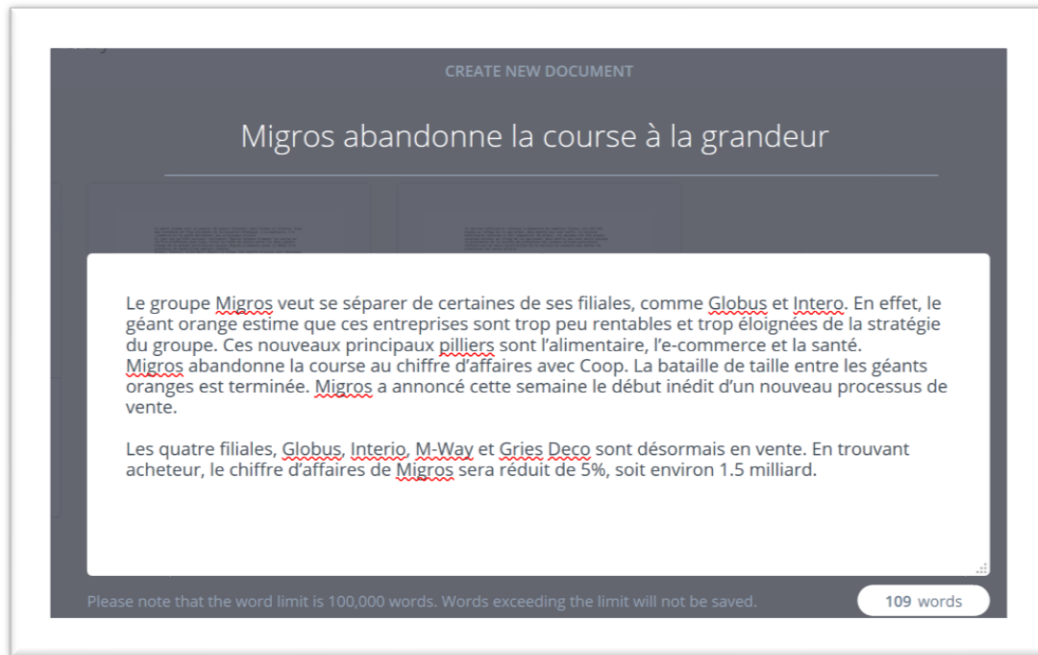 CREATE NEW DOCUMENT
Migros abandonne la course à la grandeur
Le groupe Migros veut se séparer de certaines de ses filiales, comme Globus et Intero. En effet, le
géant orange estime que ces entreprises sont trop peu rentables et trop éloignées de la stratégie
du groupe. Ces nouveaux principaux pilliers sont l’alimentaire, l’e-commerce et la santé.
Migros abandonne la course au chiffre d’affaires avec Coop. La bataille de taille entre les géants
oranges est terminée. Migros a annoncé cette semaine le début inédit d’un nouveau processus de
vente.
Les quatre filiales, Globus, Interio, M-Way et Gries Deco sont désormais en vente. En trouvant
acheteur, le chiffre d’affaires de Migros sera réduit de 5%, soit environ 1.5 milliard.
Please note that the word limit is 100,000 words. Words exceeding the limit will not be saved.
109 words